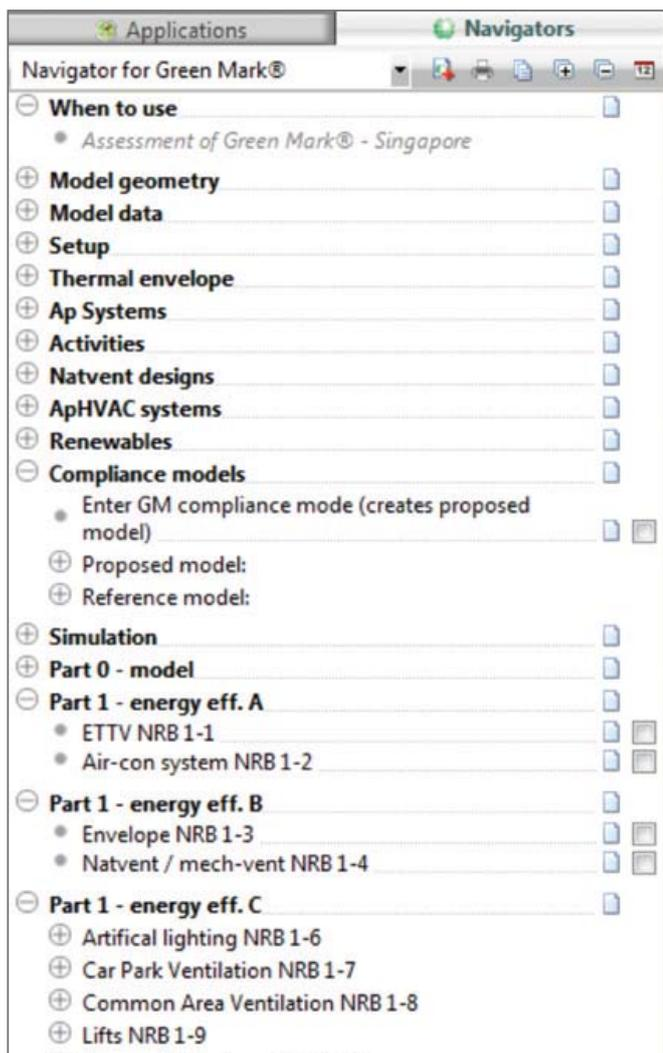 Applications
Navigators
Navigator for Green Mark®
12
When to use
Assessment of Green Mark® - Singapore
Model geometry
Model data
Setup
Thermal envelope
Ap Systems
Activities
Natvent designs
ApHVAC systems
Renewables
Compliance models
Enter GM compliance mode (creates proposed
model)
Proposed model:
Reference model:
Simulation
Part 0 - model
Part 1 - energy eff. A
ETTV NRB 1-1
Air-con system NRB 1-2
Part 1 - energy eff. B
Envelope NRB 1-3
Natvent / mech-vent NRB 1-4
Part 1 - energy eff. C
Artifical lighting NRB 1-6
Car Park Ventilation NRB 1-7
Common Area Ventilation NRB 1-8
Lifts NRB 1-9